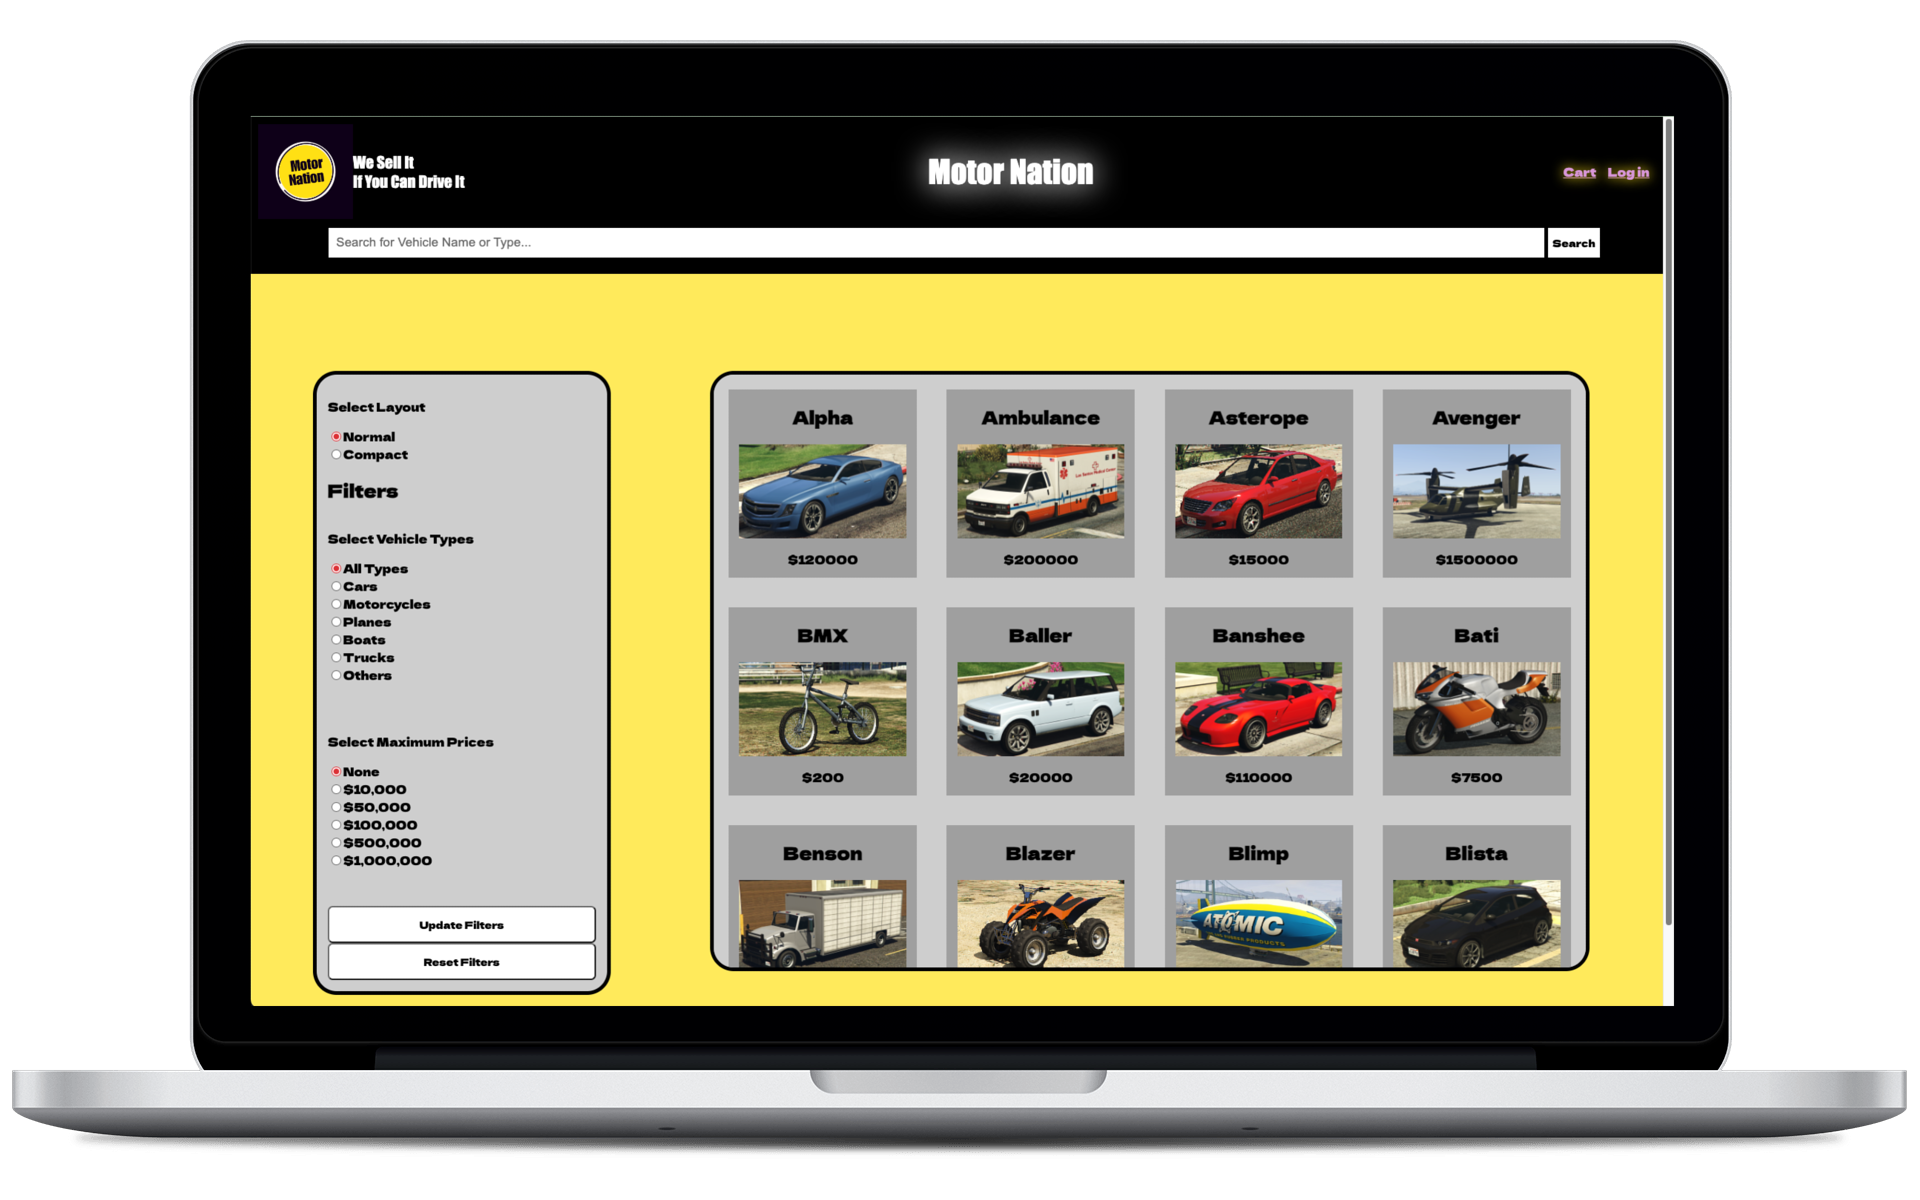 Motor
Nation
We Sell It
If You Can Drive It
Motor Nation
Cart
Login
Search for Vehicle Name or Type...
Search
Select Layout
Normal
Compact
Filters
Select Vehicle Types
All Types
Cars
Motorcycles
Planes
Boats
Trucks
Others
Select Maximum Prices
None
$10,000
$50,000
$100,000
$500,000
$1,000,000
Update Filters
Reset Filters
Alpha
Ambulance
Asterope
Avenger
$120000
$200000
$15000
$1500000
BMX
Baller
Banshee
Bati
$200
$20000
$110000
$7500
Benson
Blazer
Blimp
Blista
ATOMIC